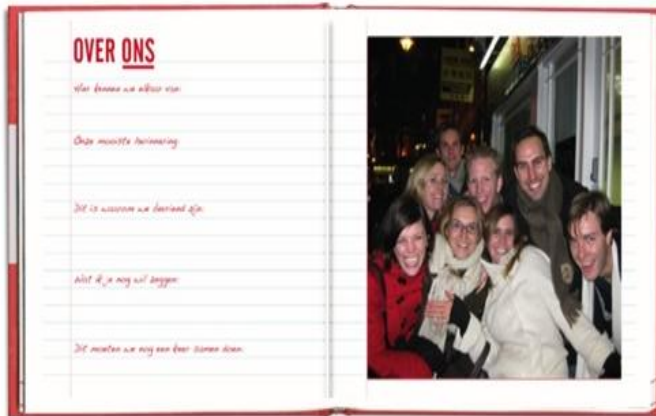 OVER ONS
Hier kennen we elkaar van:
Onze mooiste herinnering:
Dit is waarom we bevriend zijn:
Wat ik je nog wil zeggen:
Dit moeten we nog een keer samen doen: